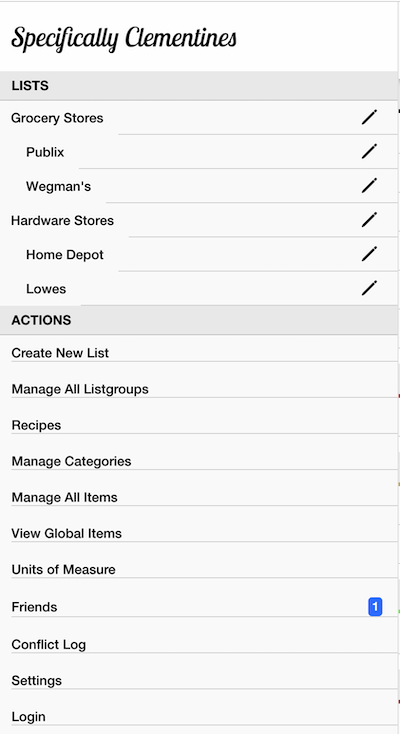 Specifically Clementines
LISTS
Grocery Stores
Publix
Wegman's
Hardware Stores
Home Depot
Lowes
ACTIONS
Create New List
Manage All Listgroups
Recipes
Manage Categories
Manage All Items
View Global Items
Units of Measure
Friends 1
Conflict Log
Settings
Login